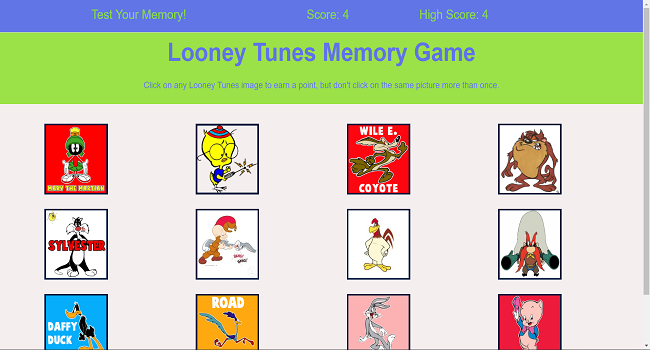 Test Your Memory! Score: 4 High Score: 4
Looney Tunes Memory Game
Click on any Looney Tunes image to earn a point, but don't click on the same picture more than once.
MARV THE MARTIAN
WILE E.
COYOTE
SYLVESTER
DAFFY
DUCK
ROAD